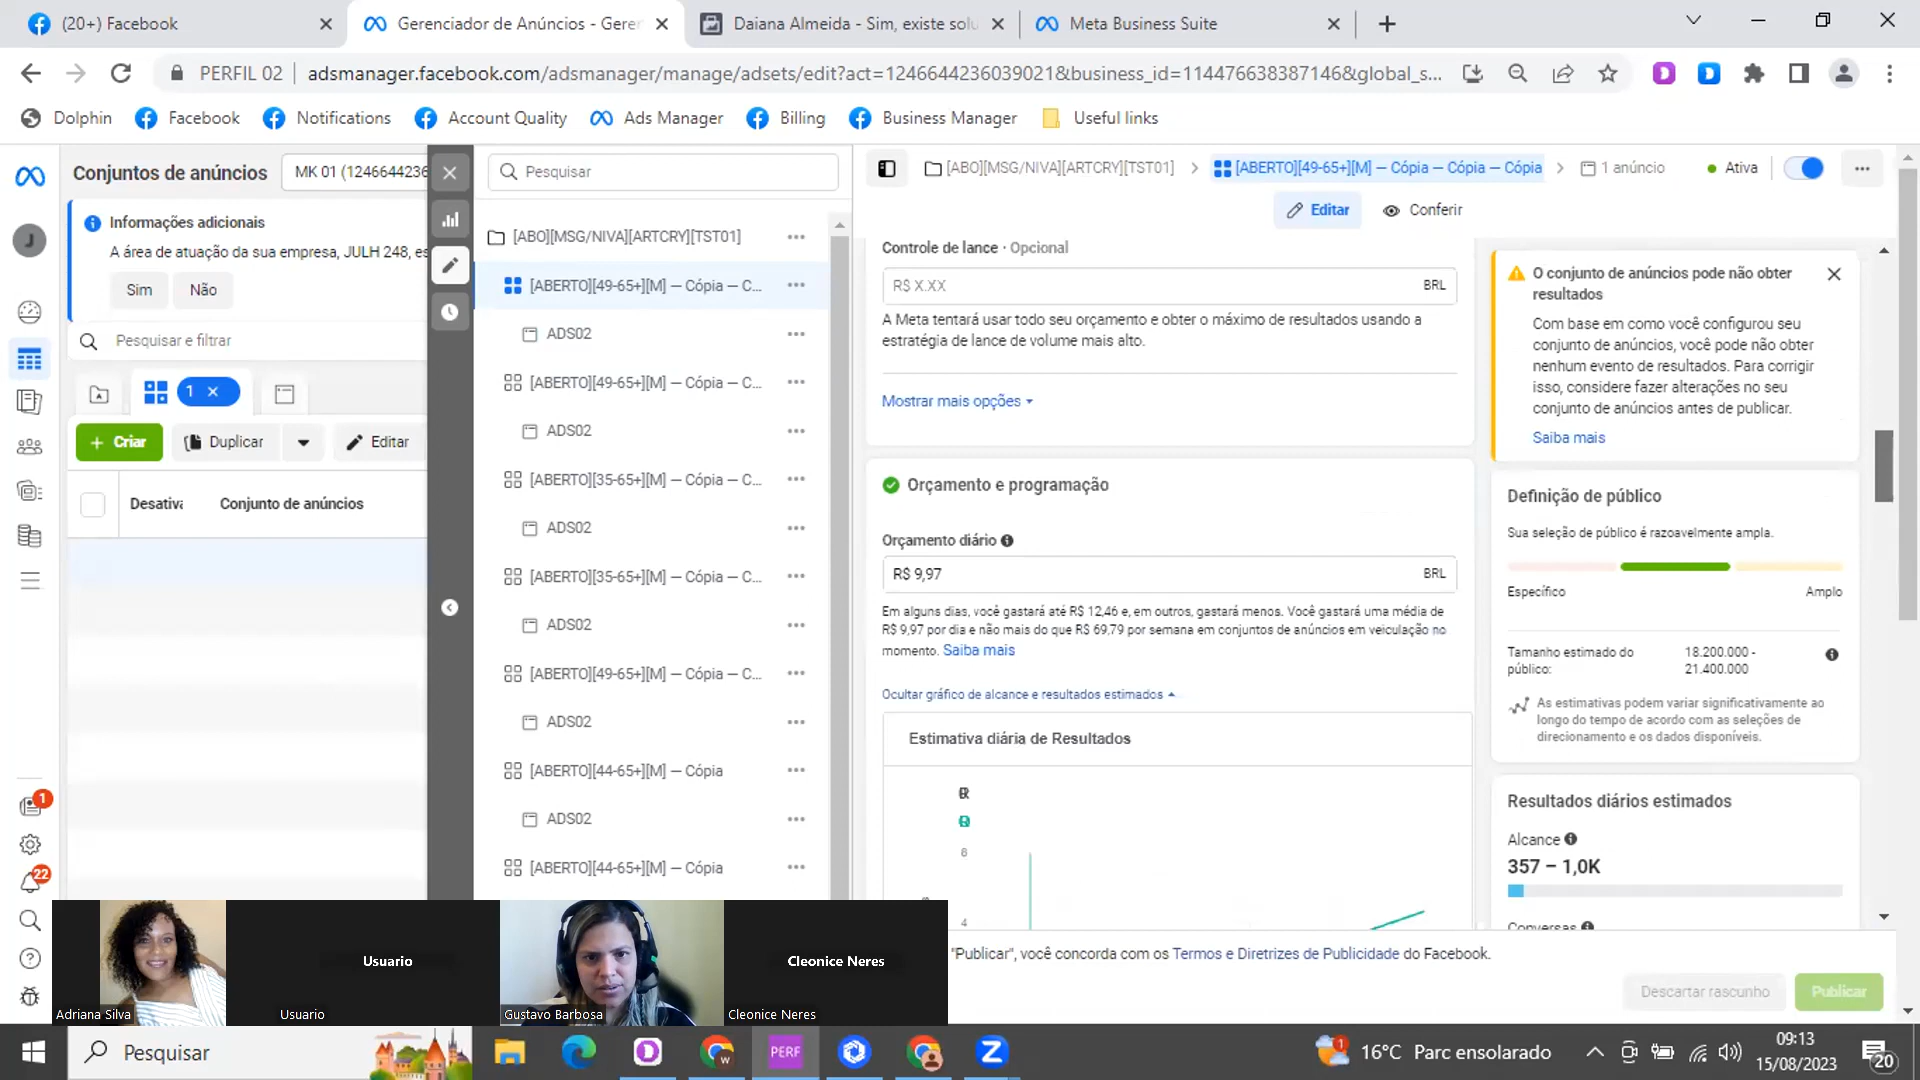 (20+) Facebook
Gerenciador de Anúncios - Gere
Daiana Almeida - Sim, existe solu
Meta Business Suite
PERFIL 02
adsmanager.facebook.com/adsmanager/manage/adsets/edit?act=1246644236039021&business_id=114476638387146&global_s...
Dolphin
Facebook
Notifications
Account Quality
Ads Manager
Billing
Business Manager
Useful links
Conjuntos de anúncios
MK 01 (1246644236
Informações adicionais
A área de atuação da sua empresa, JULH 248, es
Sim
Não
Pesquisar e filtrar
1
Criar
Duplicar
Editar
Desativa
Conjunto de anúncios
J
1
22
Pesquisar
[ABO][MSG/NIVA][ARTCRY][TST01]
[ABERTO][49-65+][M] – Cópia – C...
ADS02
[ABERTO][49-65+][M] – Cópia – C...
ADS02
[ABERTO][35-65+][M] – Cópia – C...
ADS02
[ABERTO][35-65+][M] – Cópia – C...
ADS02
[ABERTO][49-65+][M] – Cópia – C...
ADS02
[ABERTO][44-65+][M] – Cópia
ADS02
[ABERTO][44-65+][M] – Cópia
[ABO][MSG/NIVA][ARTCRY][TST01]
[ABERTO][49-65+][M] – Cópia – Cópia – Cópia
1 anúncio
Ativa
Editar
Conferir
Controle de lance · Opcional
R$ X.XX
BRL
A Meta tentará usar todo seu orçamento e obter o máximo de resultados usando a
estratégia de lance de volume mais alto.
Mostrar mais opções
Orçamento e programação
Orçamento diário
R$ 9,97
BRL
Em alguns dias, você gastará até R$ 12,46 e, em outros, gastará menos. Você gastará uma média de
R$ 9,97 por dia e não mais do que R$ 69,79 por semana em conjuntos de anúncios em veiculação no
momento. Saiba mais
Ocultar gráfico de alcance e resultados estimados
Estimativa diária de Resultados
8
4
O conjunto de anúncios pode não obter
resultados
Com base em como você configurou seu
conjunto de anúncios, você pode não obter
nenhum evento de resultados. Para corrigir
isso, considere fazer alterações no seu
conjunto de anúncios antes de publicar.
Saiba mais
Definição de público
Sua seleção de público é razoavelmente ampla.
Específico
Amplo
Tamanho estimado do
público:
18.200.000 -
21.400.000
As estimativas podem variar significativamente ao
longo do tempo de acordo com as seleções de
direcionamento e os dados disponíveis.
Resultados diários estimados
Alcance
357 – 1,0K
Conversas
"Publicar", você concorda com os Termos e Diretrizes de Publicidade do Facebook.
Descartar rascunho
Publicar
Adriana Silva
Usuario
Usuario
Gustavo Barbosa
Cleonice Neres
Cleonice Neres
Pesquisar
PERF
16°C Parc ensolarado
09:13
15/08/2023
20